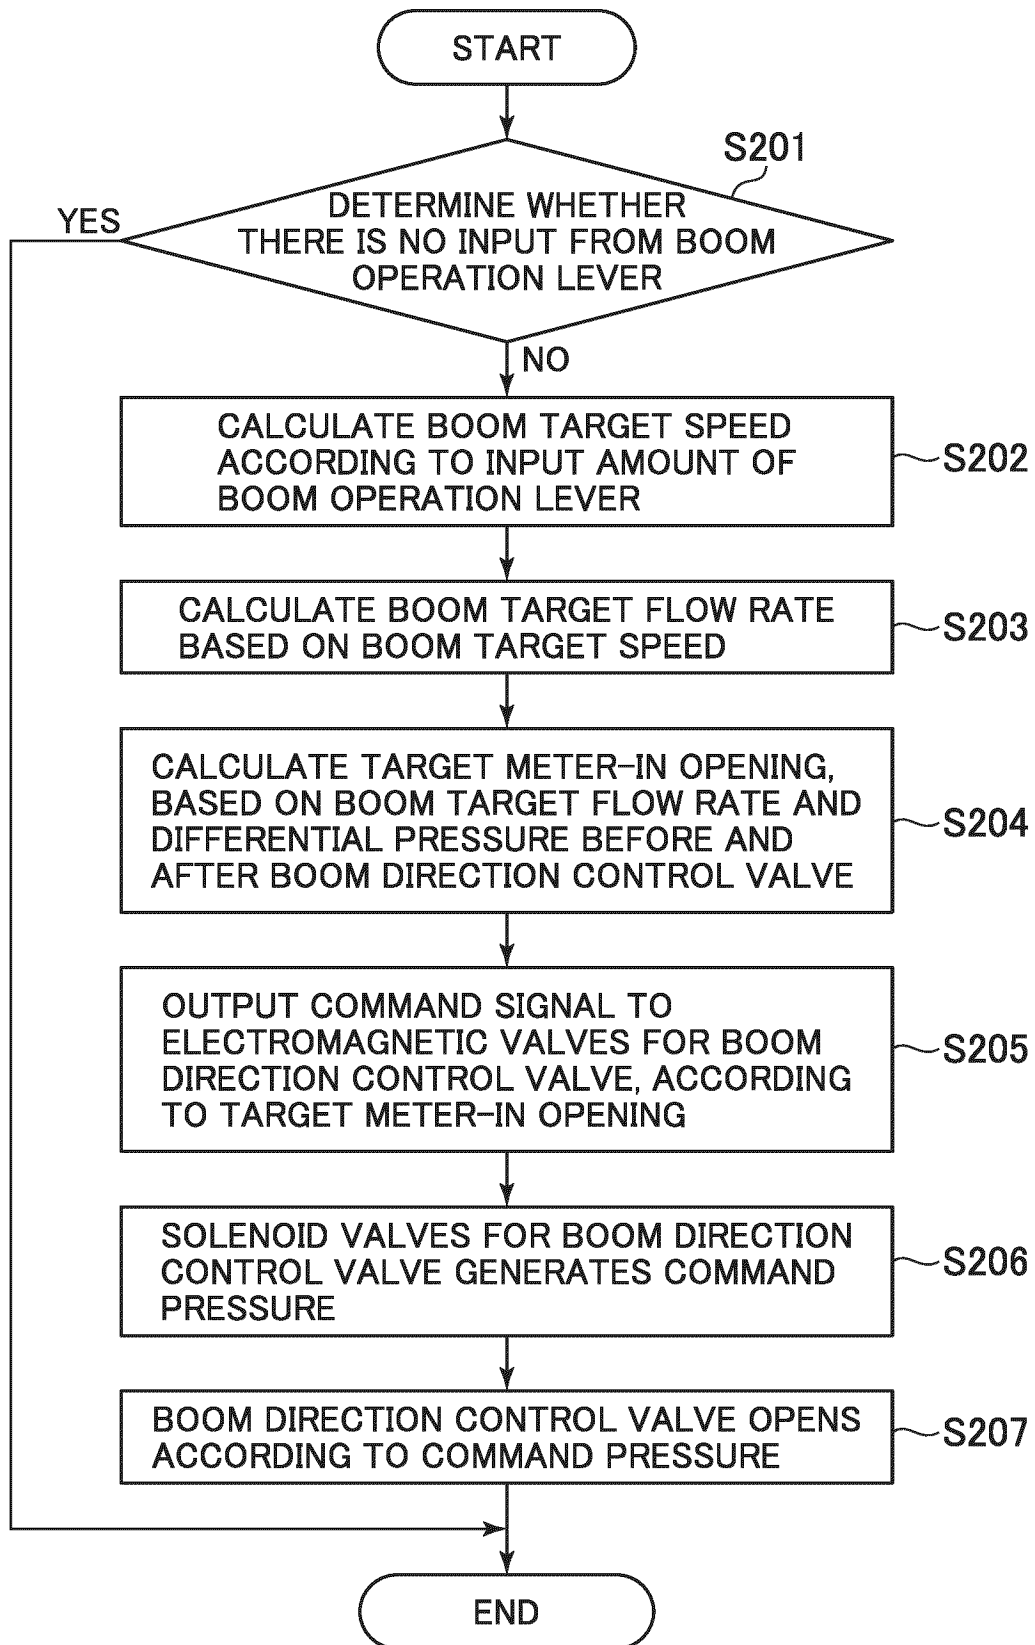 START
S201
DETERMINE WHETHER
THERE IS NO INPUT FROM BOOM
OPERATION LEVER
YES
NO
CALCULATE BOOM TARGET SPEED
ACCORDING TO INPUT AMOUNT OF
BOOM OPERATION LEVER
S202
CALCULATE BOOM TARGET FLOW RATE
BASED ON BOOM TARGET SPEED
S203
CALCULATE TARGET METER-IN OPENING,
BASED ON BOOM TARGET FLOW RATE AND
DIFFERENTIAL PRESSURE BEFORE AND
AFTER BOOM DIRECTION CONTROL VALVE
S204
OUTPUT COMMAND SIGNAL TO
ELECTROMAGNETIC VALVES FOR BOOM
DIRECTION CONTROL VALVE, ACCORDING
TO TARGET METER-IN OPENING
S205
SOLENOID VALVES FOR BOOM DIRECTION
CONTROL VALVE GENERATES COMMAND
PRESSURE
S206
BOOM DIRECTION CONTROL VALVE OPENS
ACCORDING TO COMMAND PRESSURE
S207
END